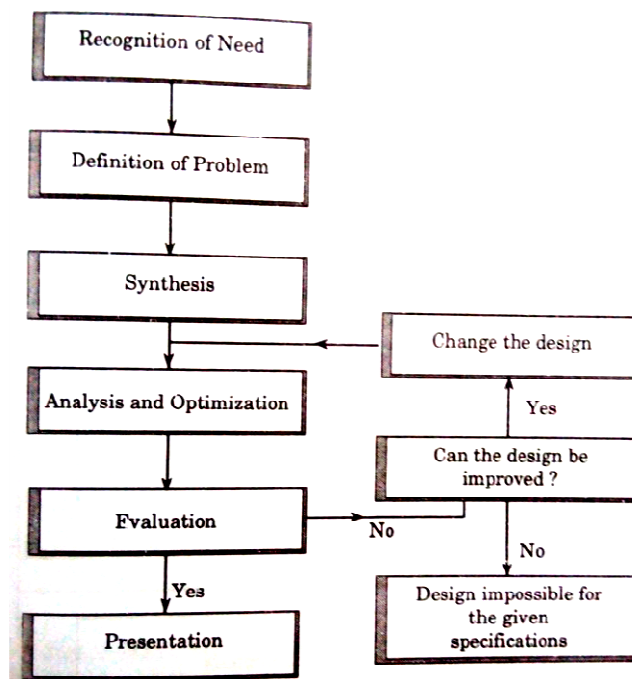 Recognition of Need
Definition of Problem
Synthesis
Change the design
Analysis and Optimization
Yes
Can the design be
improved ?
Evaluation
No
No
Yes
Design impossible for
the given
specifications
Presentation